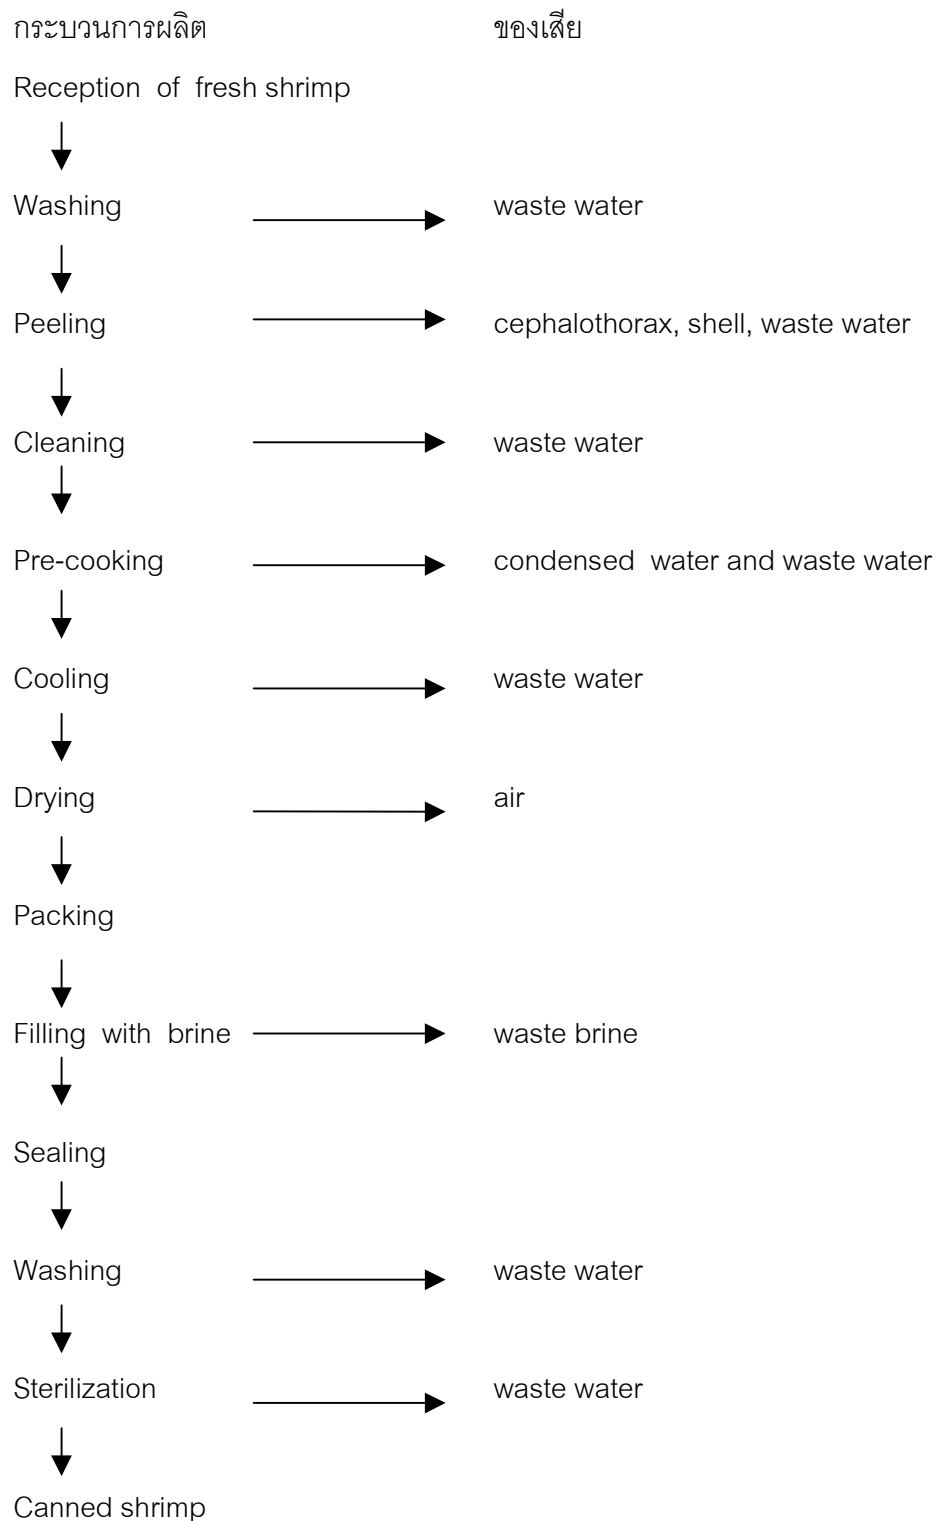 กระบวนการผลิต ของเสีย
Reception of fresh shrimp
Washing waste water
Peeling cephalothorax, shell, waste water
Cleaning waste water
Pre-cooking condensed water and waste water
Cooling waste water
Drying air
Packing
Filling with brine waste brine
Sealing
Washing waste water
Sterilization waste water
Canned shrimp